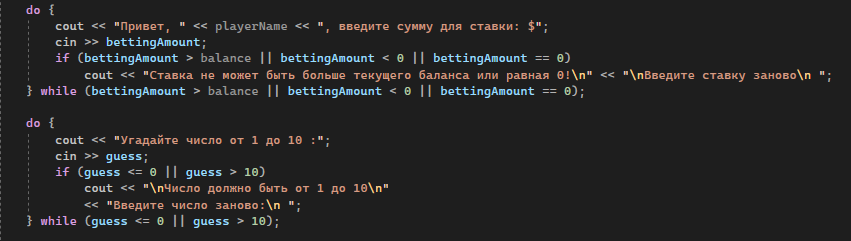 do {
cout << "Привет, " << playerName << ", введите сумму для ставки: $";
cin >> bettingAmount;
if (bettingAmount > balance || bettingAmount < 0 || bettingAmount == 0)
cout << "Ставка не может быть больше текущего баланса или равная 0!\n" << "\nВведите ставку заново\n ";
} while (bettingAmount > balance || bettingAmount < 0 || bettingAmount == 0);
do {
cout << "Угадайте число от 1 до 10 :";
cin >> guess;
if (guess <= 0 || guess > 10)
cout << "\nЧисло должно быть от 1 до 10\n"
<< "Введите число заново:\n ";
} while (guess <= 0 || guess > 10);